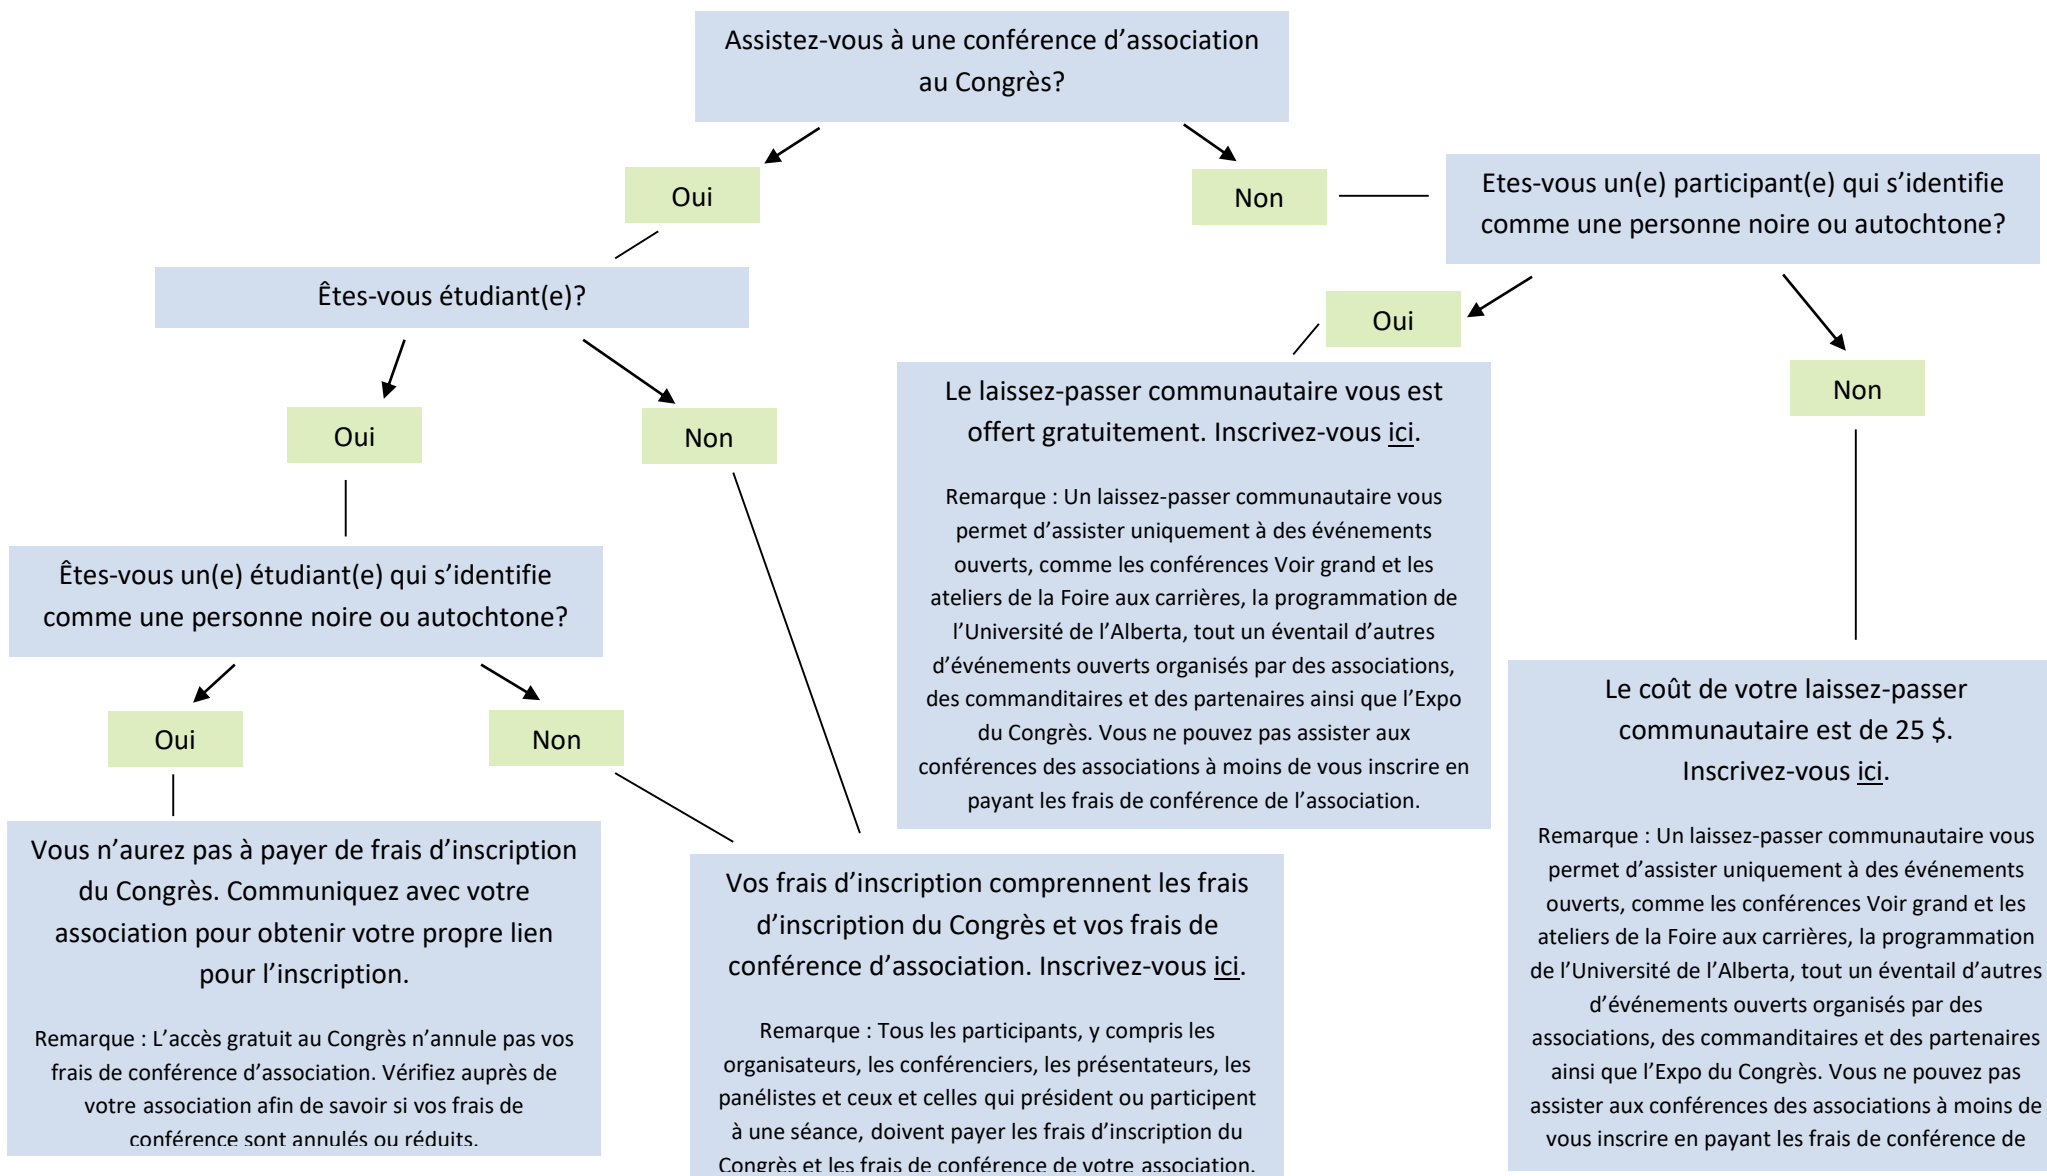 Assistez-vous à une conférence d’association
au Congrès?
Oui
Non
Etes-vous un(e) participant(e) qui s’identifie
comme une personne noire ou autochtone?
Êtes-vous étudiant(e)?
Oui
Non
Oui
Non
Le laissez-passer communautaire vous est
offert gratuitement. Inscrivez-vous ici.
Remarque : Un laissez-passer communautaire vous
permet d’assister uniquement à des événements
ouverts, comme les conférences Voir grand et les
ateliers de la Foire aux carrières, la programmation de
l’Université de l’Alberta, tout un éventail d’autres
d’événements ouverts organisés par des associations,
des commanditaires et des partenaires ainsi que l’Expo
du Congrès. Vous ne pouvez pas assister aux
conférences des associations à moins de vous inscrire en
payant les frais de conférence de l’association.
Êtes-vous un(e) étudiant(e) qui s’identifie
comme une personne noire ou autochtone?
Oui
Non
Vous n’aurez pas à payer de frais d’inscription
du Congrès. Communiquez avec votre
association pour obtenir votre propre lien
pour l’inscription.
Remarque : L’accès gratuit au Congrès n’annule pas vos
frais de conférence d’association. Vérifiez auprès de
votre association afin de savoir si vos frais de
conférence sont annulés ou réduits.
Vos frais d’inscription comprennent les frais
d’inscription du Congrès et vos frais de
conférence d’association. Inscrivez-vous ici.
Remarque : Tous les participants, y compris les
organisateurs, les conférenciers, les présentateurs, les
panélistes et ceux et celles qui président ou participent
à une séance, doivent payer les frais d’inscription du
Congrès et les frais de conférence de votre association.
Le coût de votre laissez-passer
communautaire est de 25 $.
Inscrivez-vous ici.
Remarque : Un laissez-passer communautaire vous
permet d’assister uniquement à des événements
ouverts, comme les conférences Voir grand et les
ateliers de la Foire aux carrières, la programmation
de l’Université de l’Alberta, tout un éventail d’autres
d’événements ouverts organisés par des
associations, des commanditaires et des partenaires
ainsi que l’Expo du Congrès. Vous ne pouvez pas
assister aux conférences des associations à moins de
vous inscrire en payant les frais de conférence de